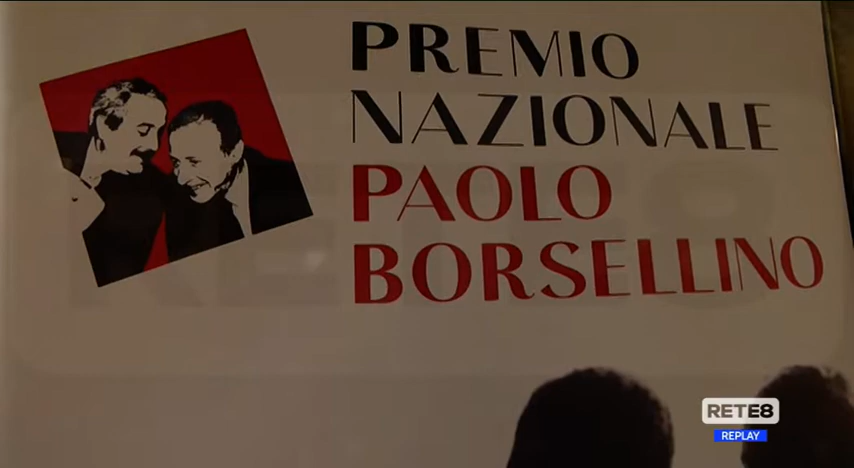 PREMIO
NAZIONALE
PAOLO
BORSELLINO
RETE8
REPLAY